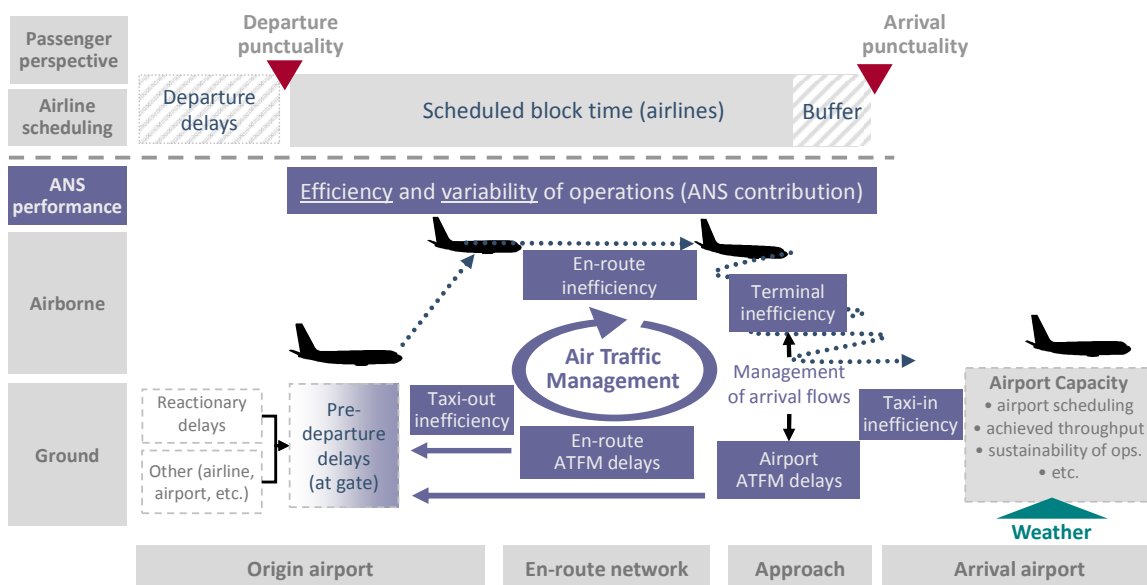 Passenger
perspective
Departure
punctuality
Arrival
punctuality
Airline
scheduling
Departure
delays
Scheduled block time (airlines)
Buffer
ANS
performance
Efficiency and variability of operations (ANS contribution)
Airborne
En-route
inefficiency
Terminal
inefficiency
Air Traffic
Management
Management
of arrival flows
Ground
Reactionary
delays
Other (airline,
airport, etc.)
Pre-
departure
delays
(at gate)
Taxi-out
inefficiency
En-route
ATFM delays
Airport
ATFM delays
Taxi-in
inefficiency
Airport Capacity
• airport scheduling
• achieved throughput
• sustainability of ops.
• etc.
Weather
Origin airport
En-route network
Approach
Arrival airport